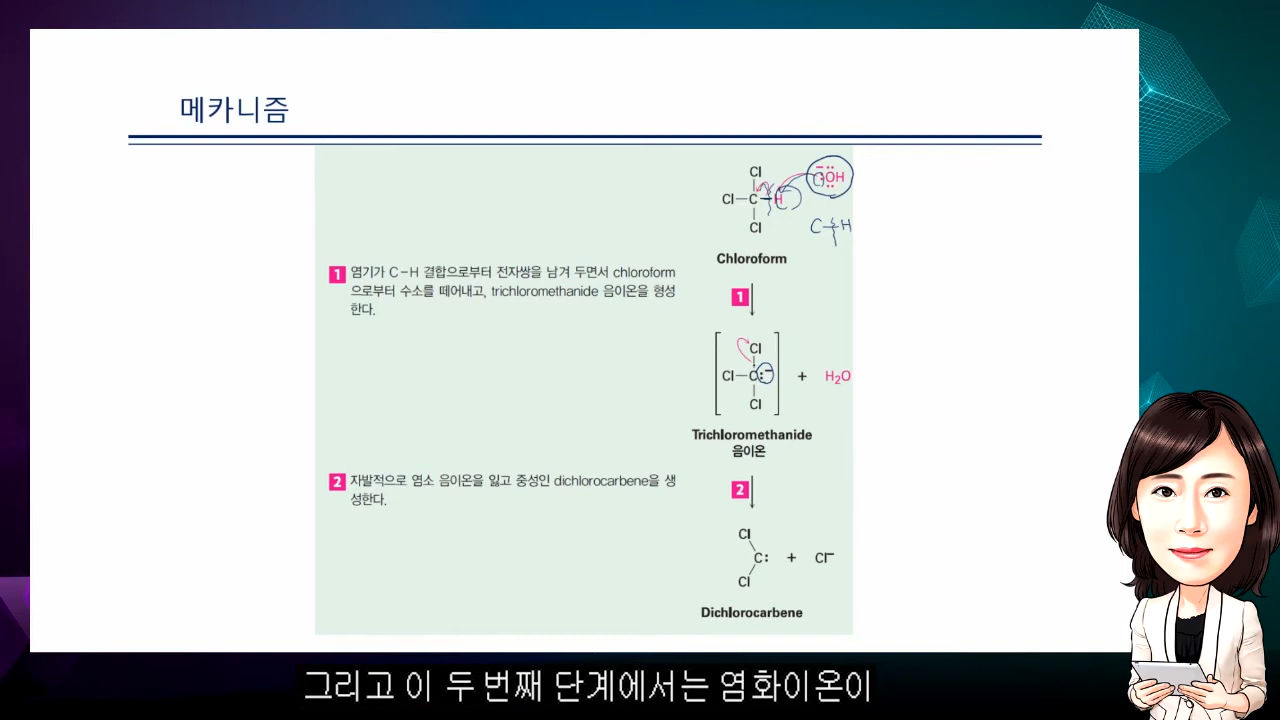 메카니즘
Cl
:ÖH
Cl—C—H
Cl
C-H
Chloroform
1 염기가 C-H 결합으로부터 전자쌍을 남겨 두면서 chloroform
으로부터 수소를 떼어내고, trichloromethanide 음이온을 형성
한다.
1
Cl
Cl—C:⁻ + H₂O
Cl
Trichloromethanide
음이온
2 자발적으로 염소 음이온을 잃고 중성인 dichlorocarbene을 생
성한다.
2
Cl
C: + Cl⁻
Cl
Dichlorocarbene
그리고 이 두 번째 단계에서는 염화이온이